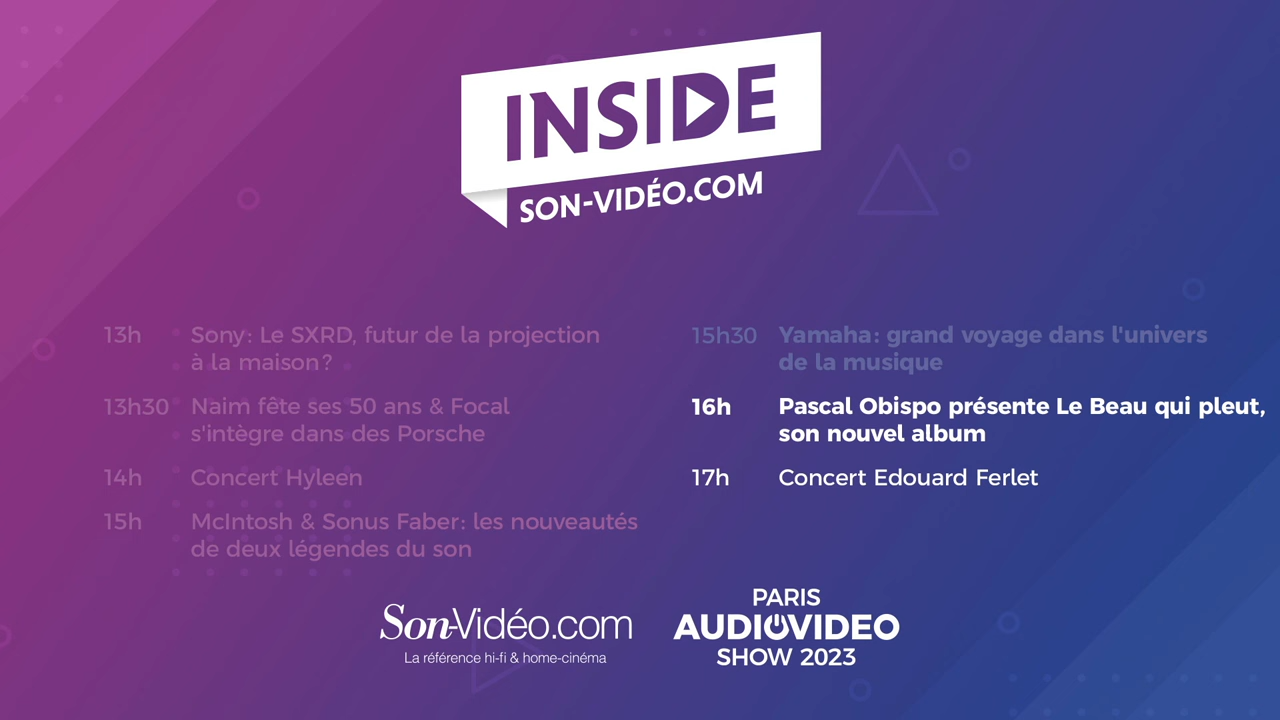 INSIDE
SON-VIDÉO.COM
13h Sony : Le SXRD, futur de la projection
à la maison ?
13h30 Naim fête ses 50 ans & Focal
s'intègre dans des Porsche
14h Concert Hyleen
15h McIntosh & Sonus Faber : les nouveautés
de deux légendes du son
15h30 Yamaha : grand voyage dans l'univers
de la musique
16h Pascal Obispo présente Le Beau qui pleut,
son nouvel album
17h Concert Edouard Ferlet
Son-Vidéo.com
La référence hi-fi & home-cinéma
PARIS
AUDIOVIDEO
SHOW 2023